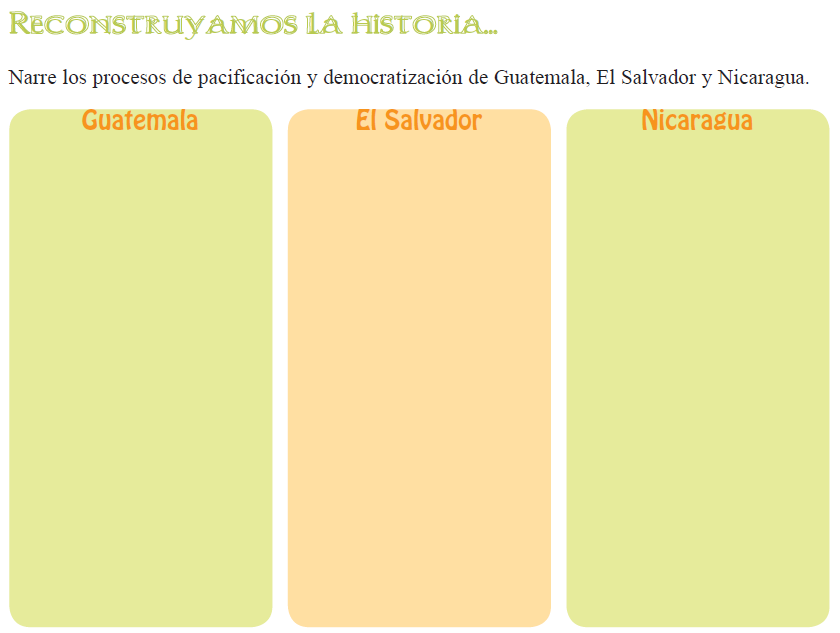 Reconstruyamos la historia...
Narre los procesos de pacificación y democratización de Guatemala, El Salvador y Nicaragua.
Guatemala
El Salvador
Nicaragua